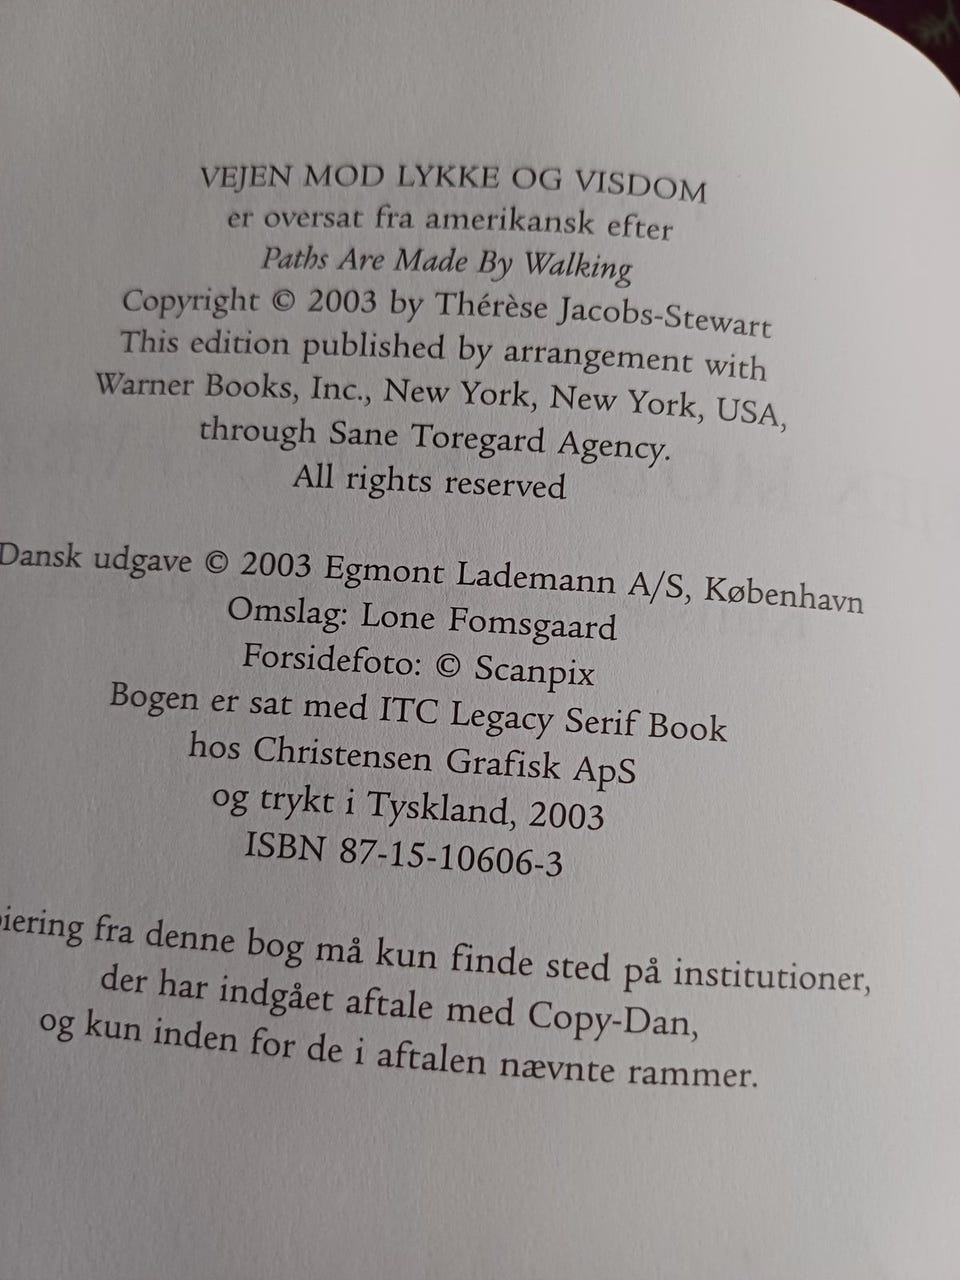 VEJEN MOD LYKKE OG VISDOM
er oversat fra amerikansk efter
Paths Are Made By Walking
Copyright © 2003 by Thérèse Jacobs-Stewart
This edition published by arrangement with
Warner Books, Inc., New York, New York, USA,
through Sane Toregard Agency.
All rights reserved
Dansk udgave © 2003 Egmont Lademann A/S, København
Omslag: Lone Fomsgaard
Forsidefoto: © Scanpix
Bogen er sat med ITC Legacy Serif Book
hos Christensen Grafisk ApS
og trykt i Tyskland, 2003
ISBN 87-15-10606-3
fra denne bog må kun finde sted på institutioner,
der har indgået aftale med Copy-Dan,
og kun inden for de i aftalen nævnte rammer.